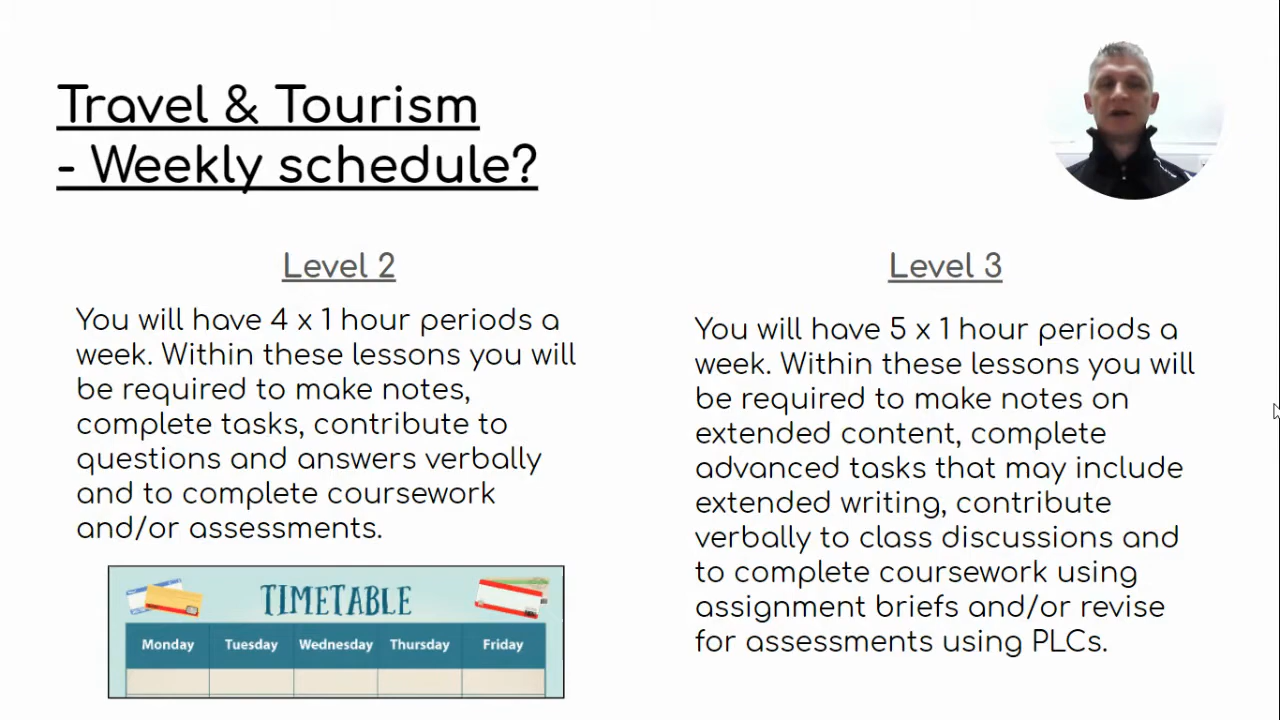 Travel & Tourism
- Weekly schedule?
Level 2
You will have 4 x 1 hour periods a
week. Within these lessons you will
be required to make notes,
complete tasks, contribute to
questions and answers verbally
and to complete coursework
and/or assessments.
TIMETABLE
Monday Tuesday Wednesday Thursday Friday
Level 3
You will have 5 x 1 hour periods a
week. Within these lessons you will
be required to make notes on
extended content, complete
advanced tasks that may include
extended writing, contribute
verbally to class discussions and
to complete coursework using
assignment briefs and/or revise
for assessments using PLCs.